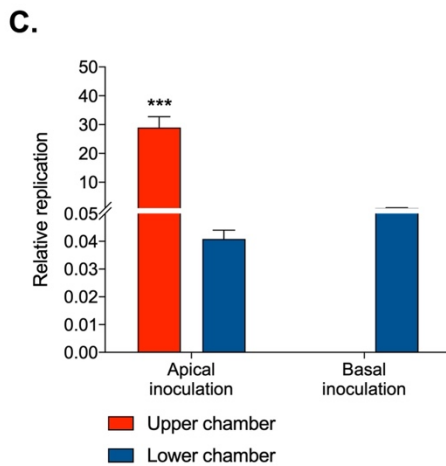 C.
Relative replication
50
40
30
20
10
0.05
0.04
0.03
0.02
0.01
0.00
***
Apical
inoculation
Basal
inoculation
Upper chamber
Lower chamber